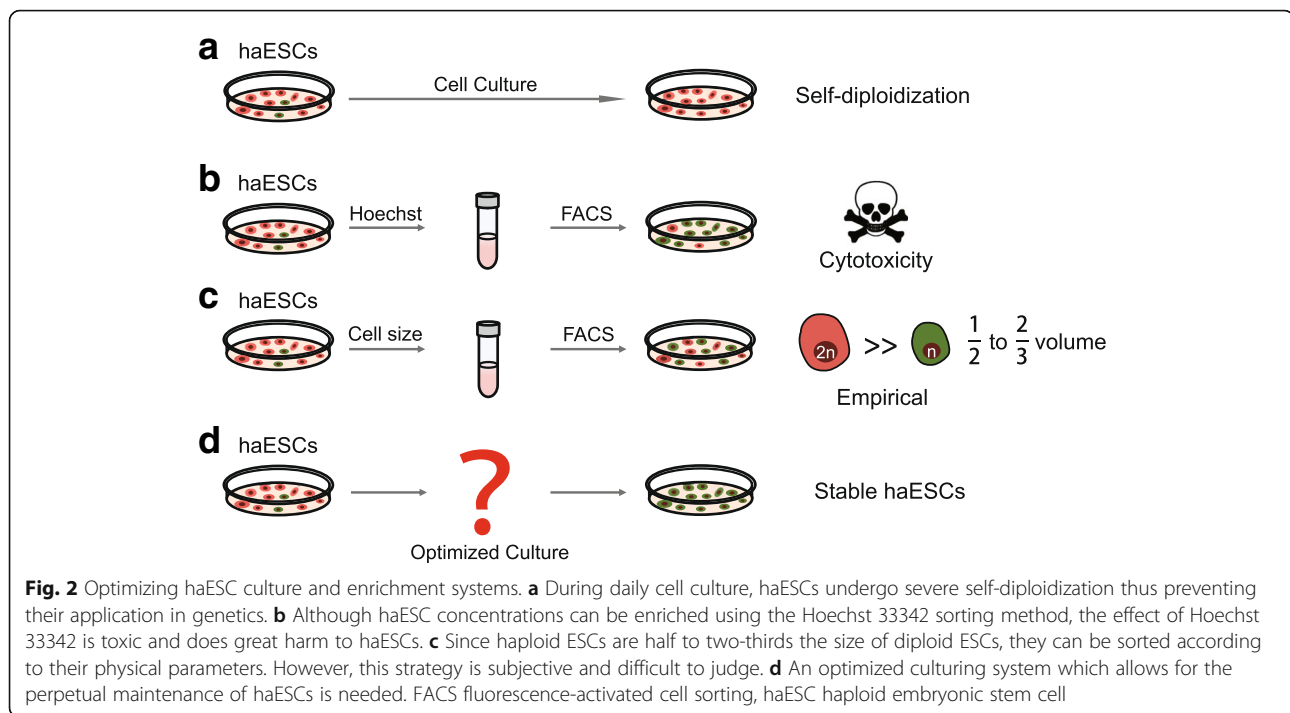 a haESCs
Cell Culture
Self-diploidization
b haESCs
Hoechst
FACS
Cytotoxicity
c haESCs
Cell size
FACS
2n >> n 1/2 to 2/3 volume
Empirical
d haESCs
?
Optimized Culture
Stable haESCs
Fig. 2 Optimizing haESC culture and enrichment systems. a During daily cell culture, haESCs undergo severe self-diploidization thus preventing
their application in genetics. b Although haESC concentrations can be enriched using the Hoechst 33342 sorting method, the effect of Hoechst
33342 is toxic and does great harm to haESCs. c Since haploid ESCs are half to two-thirds the size of diploid ESCs, they can be sorted according
to their physical parameters. However, this strategy is subjective and difficult to judge. d An optimized culturing system which allows for the
perpetual maintenance of haESCs is needed. FACS fluorescence-activated cell sorting, haESC haploid embryonic stem cell